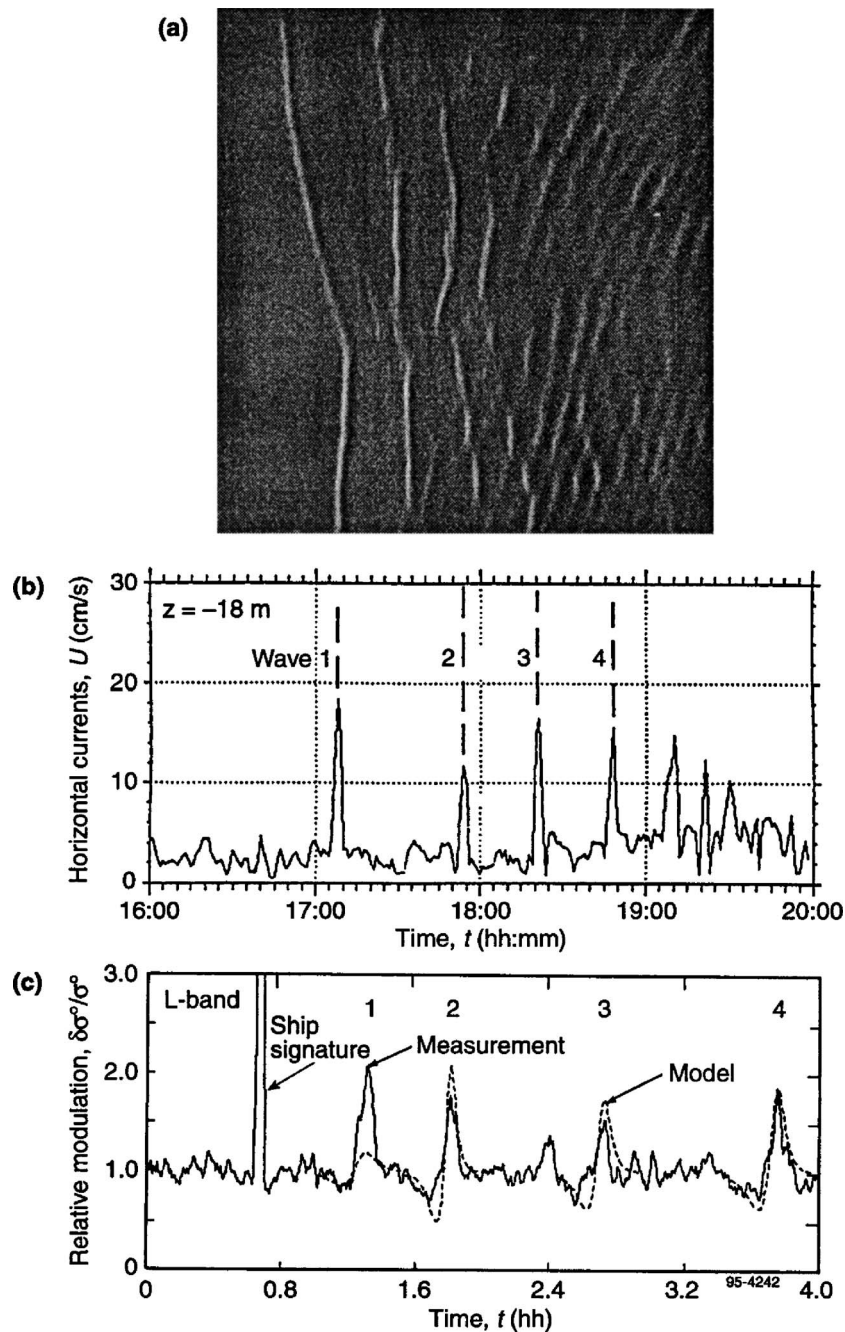 (a)
(b)
Horizontal currents, U (cm/s)
30
20
10
0
z = –18 m
Wave 1
2
3
4
16:00
17:00
18:00
19:00
20:00
Time, t (hh:mm)
(c)
Relative modulation, δσ°/σ°
3.0
2.0
1.0
0
L-band
1
2
3
4
Ship
signature
Measurement
Model
95-4242
0
0.8
1.6
2.4
3.2
4.0
Time, t (hh)